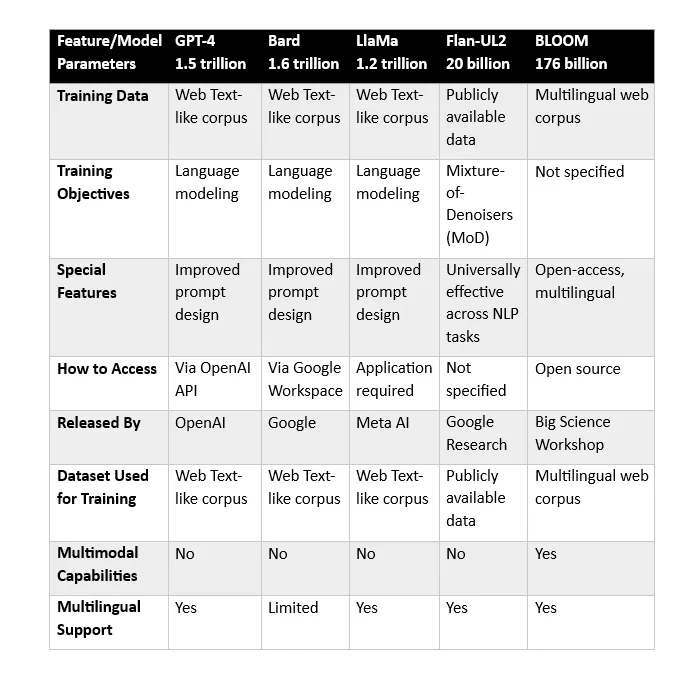 Feature/Model GPT-4 Bard LlaMa Flan-UL2 BLOOM
Parameters 1.5 trillion 1.6 trillion 1.2 trillion 20 billion 176 billion
Training Data Web Text- Web Text- Web Text- Publicly Multilingual web
like corpus like corpus like corpus available corpus
data
Training Language Language Language Mixture- Not specified
Objectives modeling modeling modeling of-
Denoisers
(MoD)
Special Improved Improved Improved Universally Open-access,
Features prompt prompt prompt effective multilingual
design design design across NLP
tasks
How to Access Via OpenAI Via Google Application Not Open source
API Workspace required specified
Released By OpenAI Google Meta AI Google Big Science
Research Workshop
Dataset Used Web Text- Web Text- Web Text- Publicly Multilingual web
for Training like corpus like corpus like corpus available corpus
data
Multimodal No No No No Yes
Capabilities
Multilingual Yes Limited Yes Yes Yes
Support